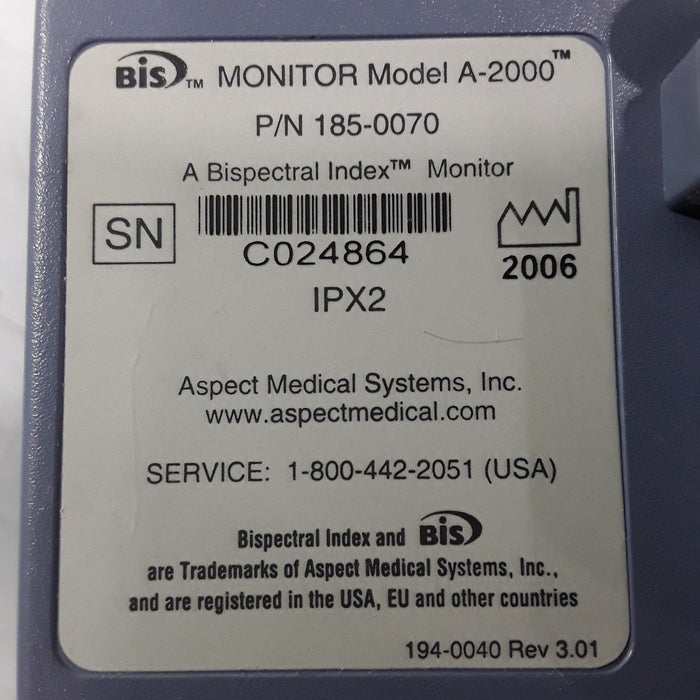 BIS™ MONITOR Model A-2000™
P/N 185-0070
A Bispectral Index™ Monitor
SN
C024864
2006
IPX2
Aspect Medical Systems, Inc.
www.aspectmedical.com
SERVICE: 1-800-442-2051 (USA)
Bispectral Index and BIS
are Trademarks of Aspect Medical Systems, Inc.,
and are registered in the USA, EU and other countries
194-0040 Rev 3.01